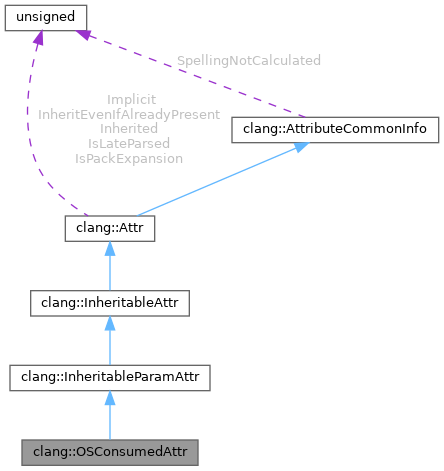 unsigned
SpellingNotCalculated
Implicit
InheritEvenIfAlreadyPresent
Inherited
IsLateParsed
IsPackExpansion
clang::AttributeCommonInfo
clang::Attr
clang::InheritableAttr
clang::InheritableParamAttr
clang::OSConsumedAttr